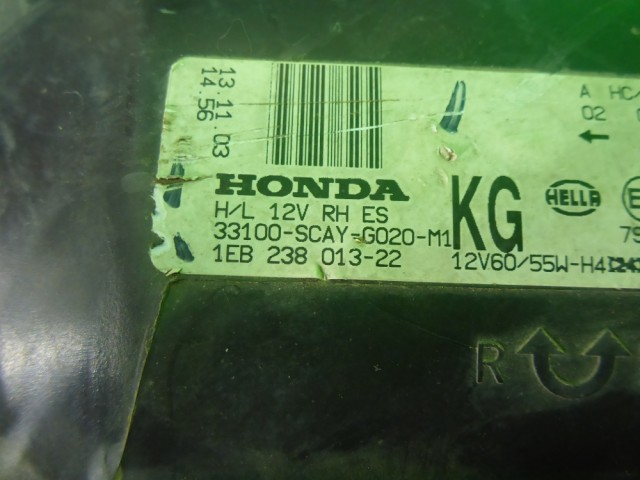 13.11.03
14.56
HONDA
H/L 12V RH ES
33100-SCAY-G020-M1
1EB 238 013-22
KG
A HC/
02
←
HELLA
E
12V60/55W-H4
R